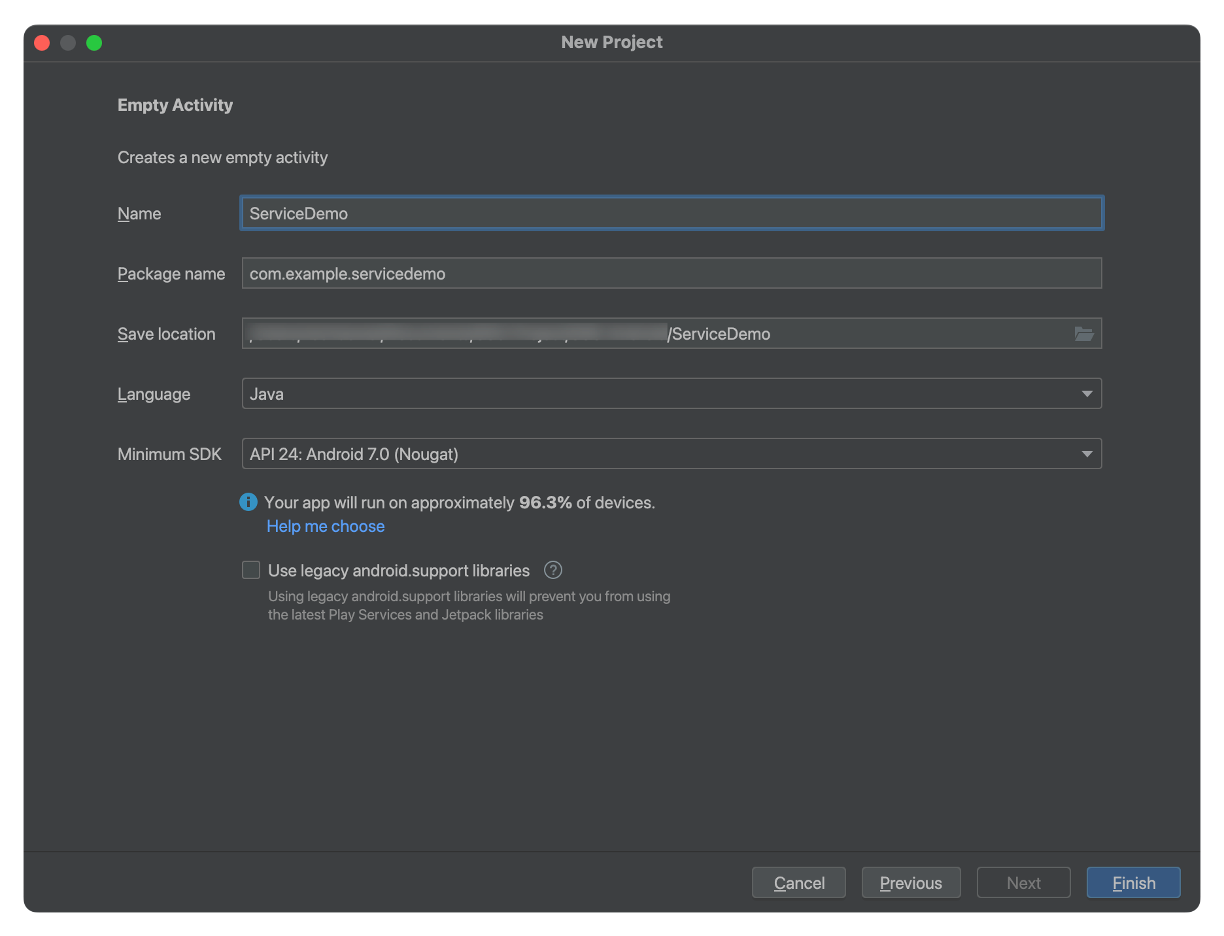 New Project
Empty Activity
Creates a new empty activity
Name ServiceDemo
Package name com.example.servicedemo
Save location /ServiceDemo
Language Java
Minimum SDK API 24: Android 7.0 (Nougat)
Your app will run on approximately 96.3% of devices.
Help me choose
Use legacy android.support libraries ?
Using legacy android.support libraries will prevent you from using
the latest Play Services and Jetpack libraries
Cancel Previous Next Finish